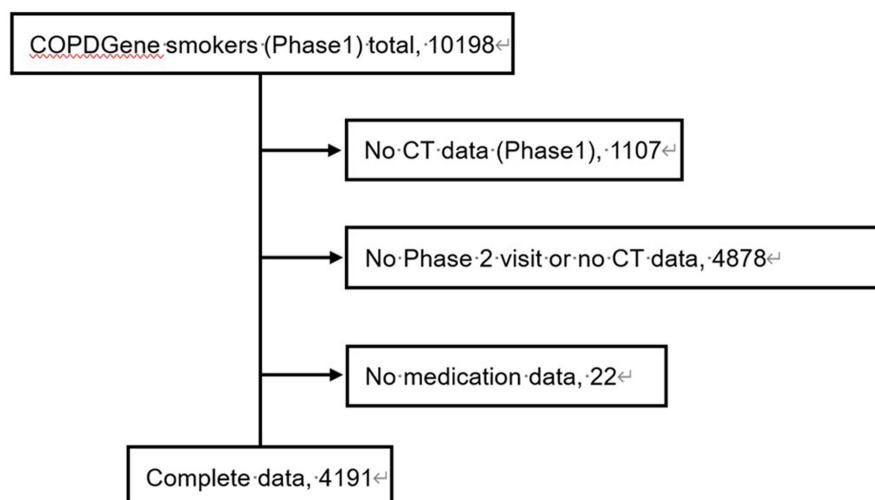 COPDGene smokers (Phase1) total, 10198
No CT data (Phase1), 1107
No Phase 2 visit or no CT data, 4878
No medication data, 22
Complete data, 4191